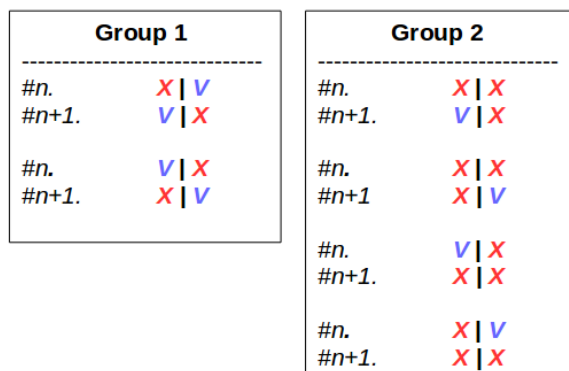 Group 1
--------------------------------
#n. X | V
#n+1. V | X
#n. V | X
#n+1. X | V
Group 2
--------------------------------
#n. X | X
#n+1. V | X
#n. X | X
#n+1 X | V
#n. V | X
#n+1. X | X
#n. X | V
#n+1. X | X